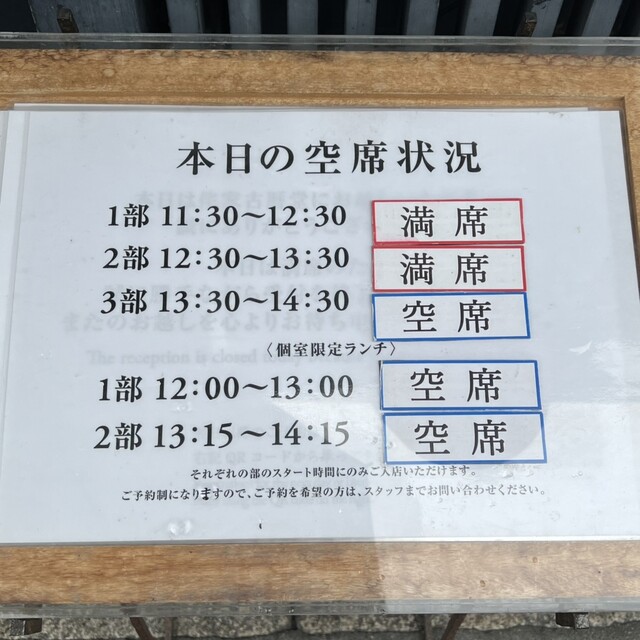 本日の空席状況
1部 11:30～12:30 満席
2部 12:30～13:30 満席
3部 13:30～14:30 空席
〈個室限定ランチ〉
1部 12:00～13:00 空席
2部 13:15～14:15 空席
それぞれの部のスタート時間にのみご入店いただけます。
ご予約制になりますので、ご予約を希望の方は、スタッフまでお問い合わせください。